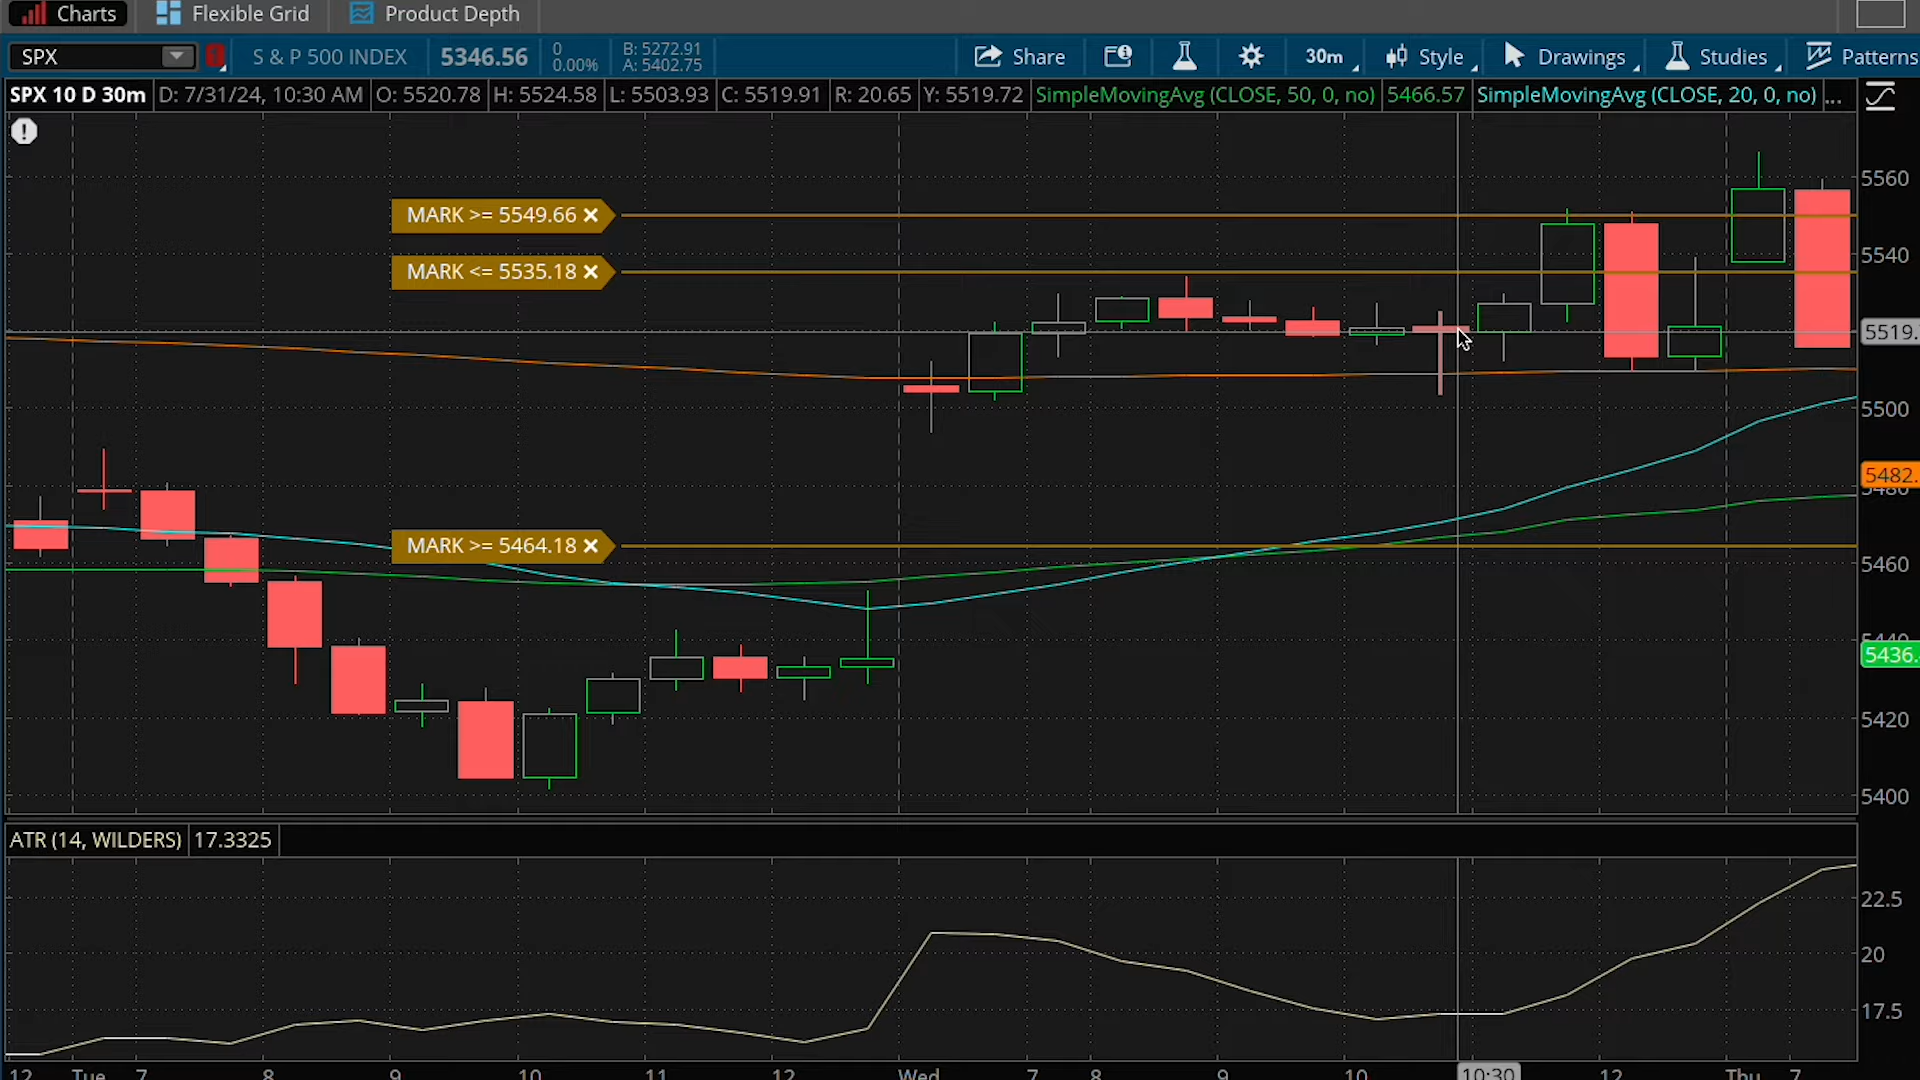 Charts Flexible Grid Product Depth
SPX S & P 500 INDEX 5346.56 0 0.00% B: 5272.91 A: 5402.75 Share 30m Style Drawings Studies Patterns
SPX 10 D 30m D: 7/31/24, 10:30 AM O: 5520.78 H: 5524.58 L: 5503.93 C: 5519.91 R: 20.65 Y: 5519.72 SimpleMovingAvg (CLOSE, 50, 0, no) 5466.57 SimpleMovingAvg (CLOSE, 20, 0, no) ...
5560
MARK >= 5549.66
5540
MARK <= 5535.18
5519.
5500
5482.
5480
MARK >= 5464.18
5460
5440
5436.
5420
5400
ATR (14, WILDERS) 17.3325
22.5
20
17.5
12 Tue 7 8 9 10 11 12 Wed 7 8 9 10 10:30 12 Thu 7